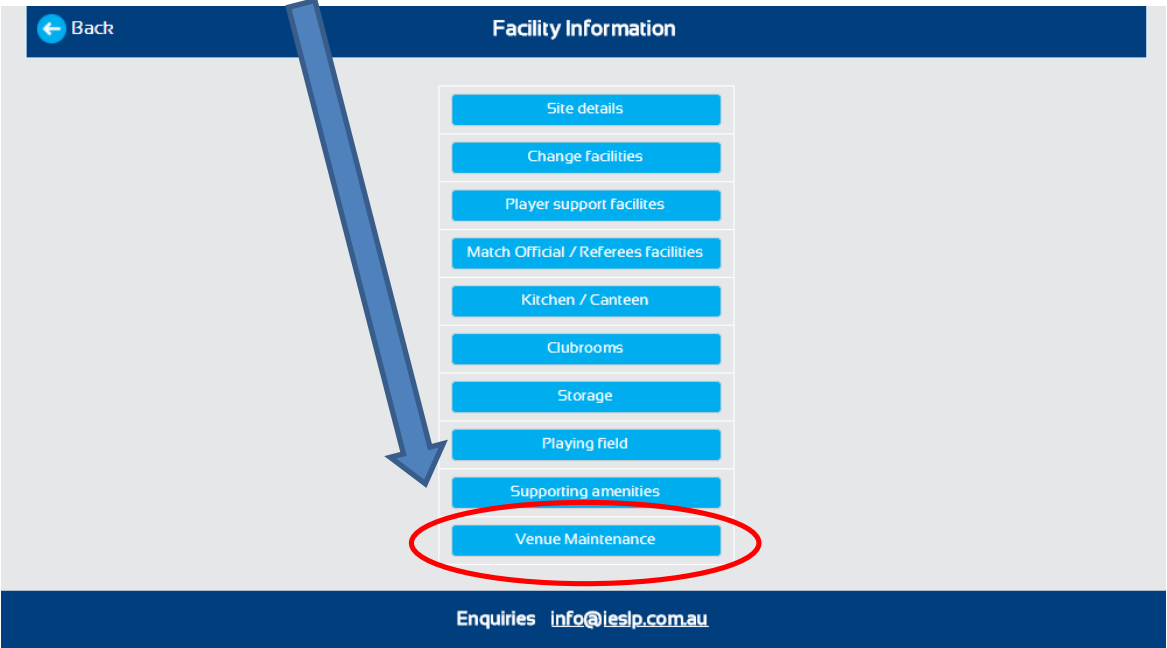 Back
Facility Information
Site details
Change facilities
Player support facilites
Match Official / Referees facilities
Kitchen / Canteen
Clubrooms
Storage
Playing field
Supporting amenities
Venue Maintenance
Enquiries info@ieslp.com.au